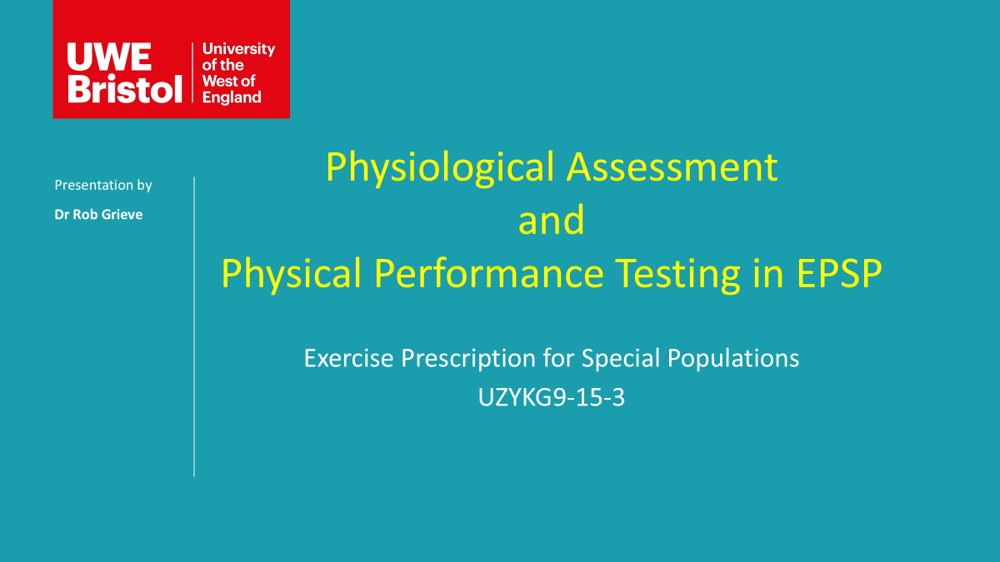 UWE
Bristol
University
of the
West of
England
Presentation by
Dr Rob Grieve
Physiological Assessment
and
Physical Performance Testing in EPSP
Exercise Prescription for Special Populations
UZYKG9-15-3